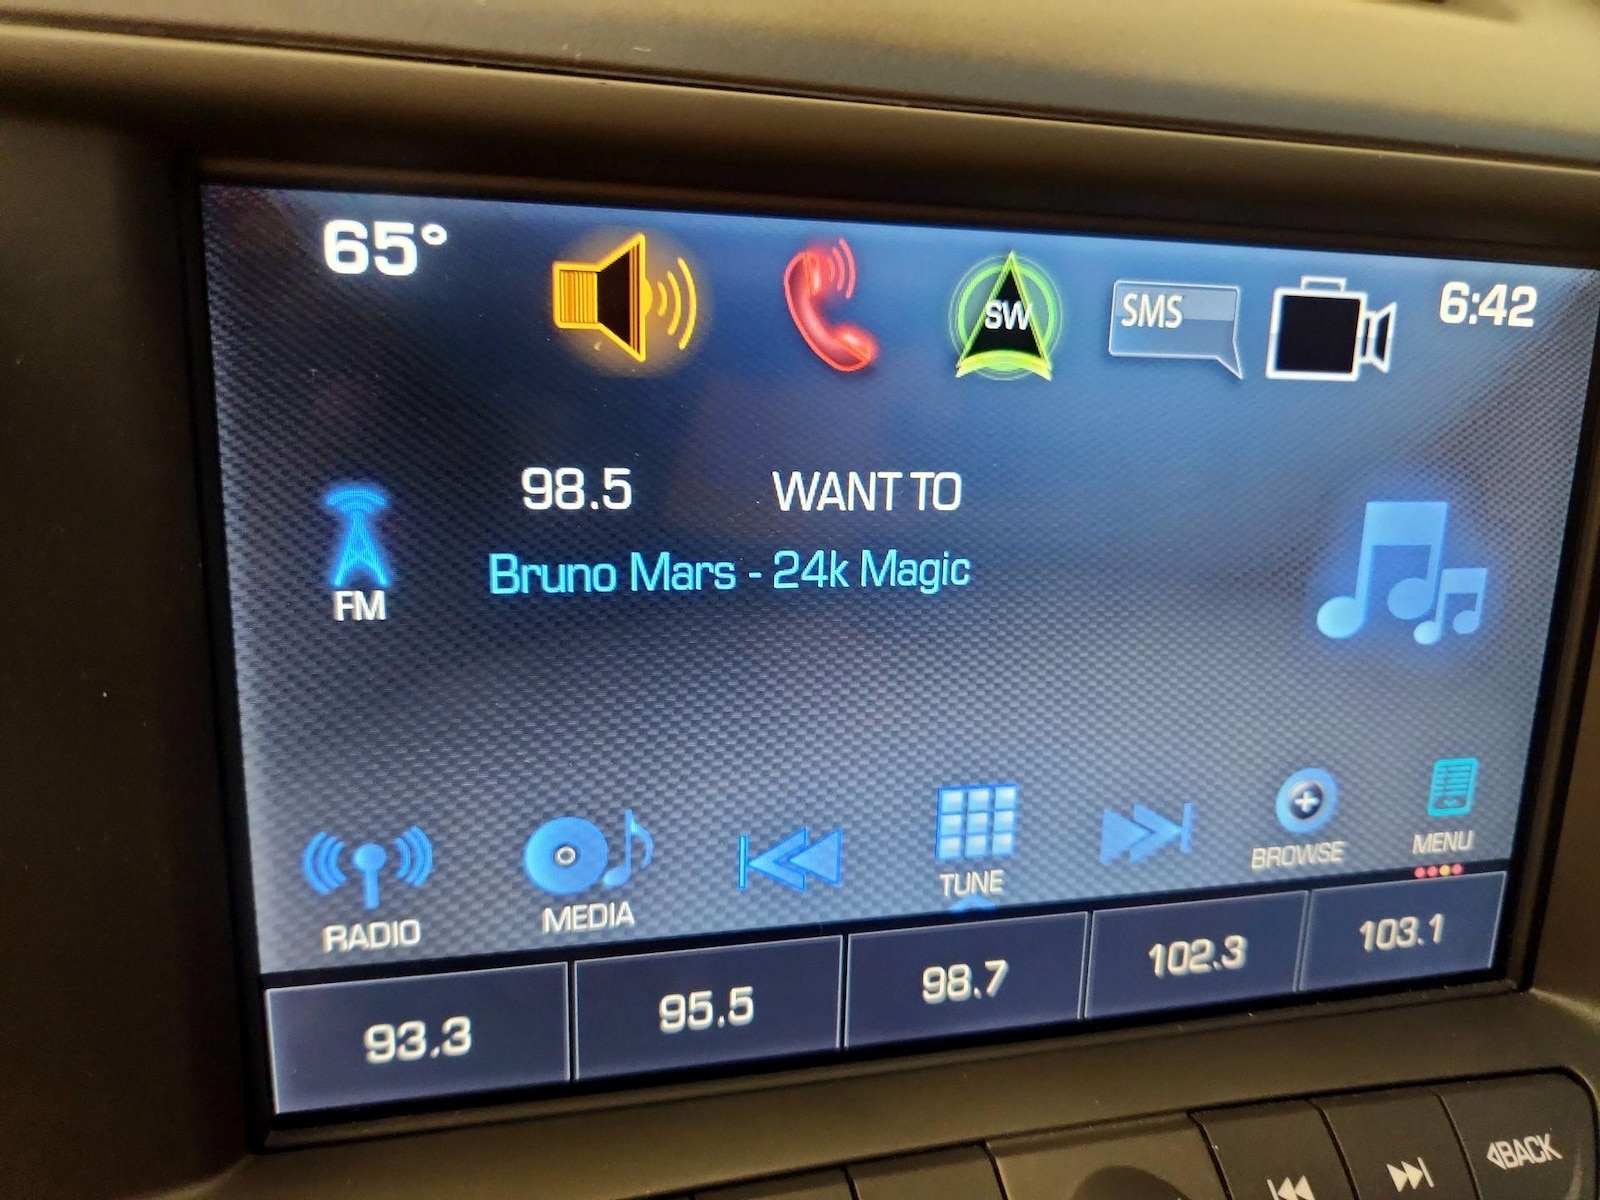 65°
SW
SMS
6:42
98.5 WANT TO
Bruno Mars - 24k Magic
FM
RADIO
MEDIA
TUNE
BROWSE
MENU
93.3
95.5
98.7
102.3
103.1
BACK